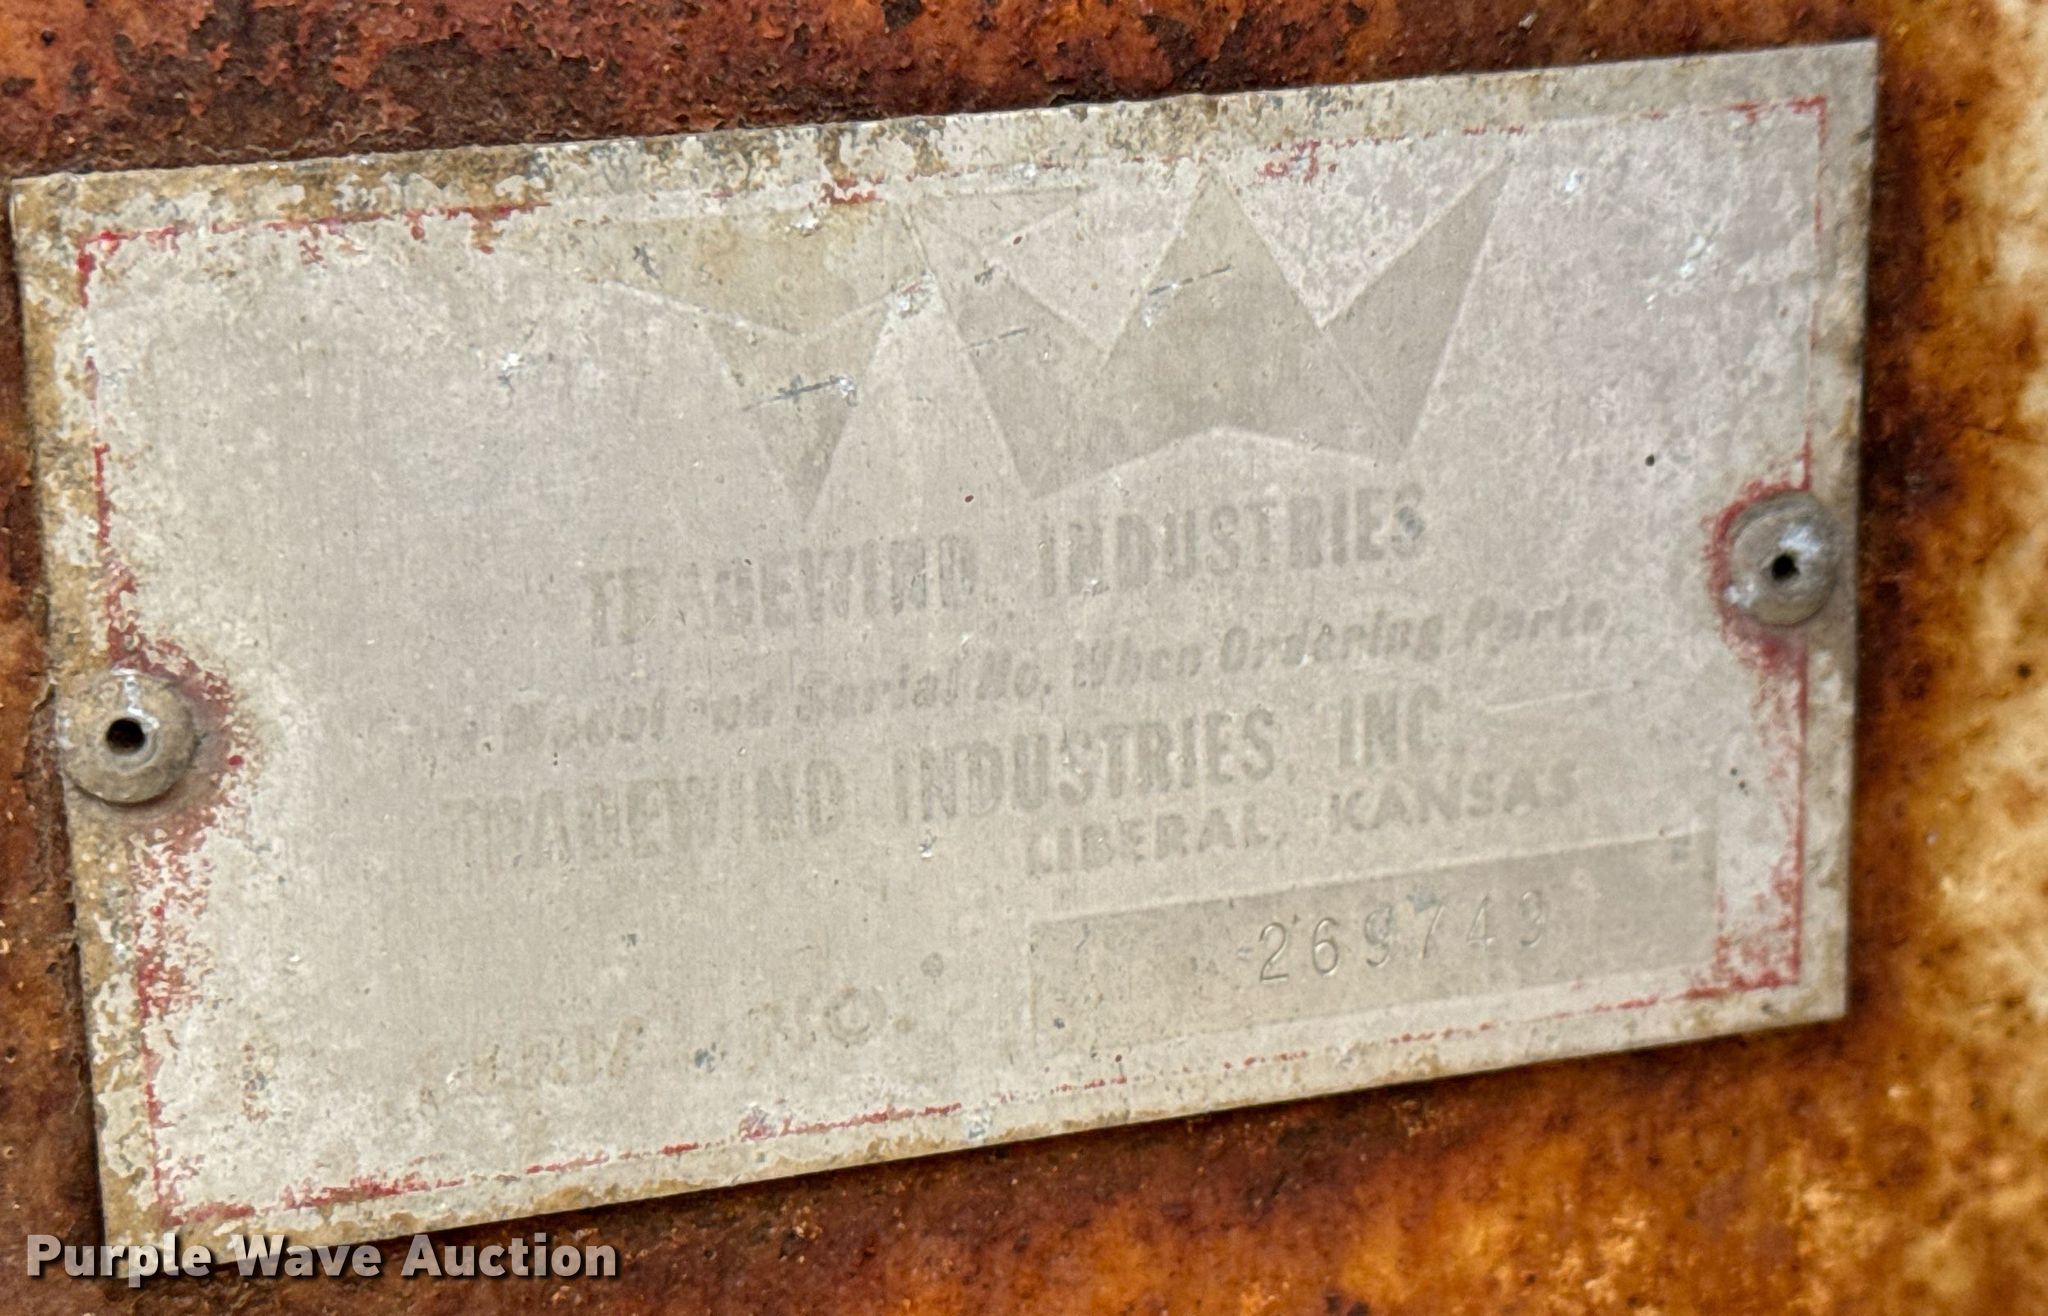 TRADEWIND INDUSTRIES
Model and Serial No. When Ordering Parts
TRADEWIND INDUSTRIES, INC.
LIBERAL, KANSAS
269749
©
Purple Wave Auction